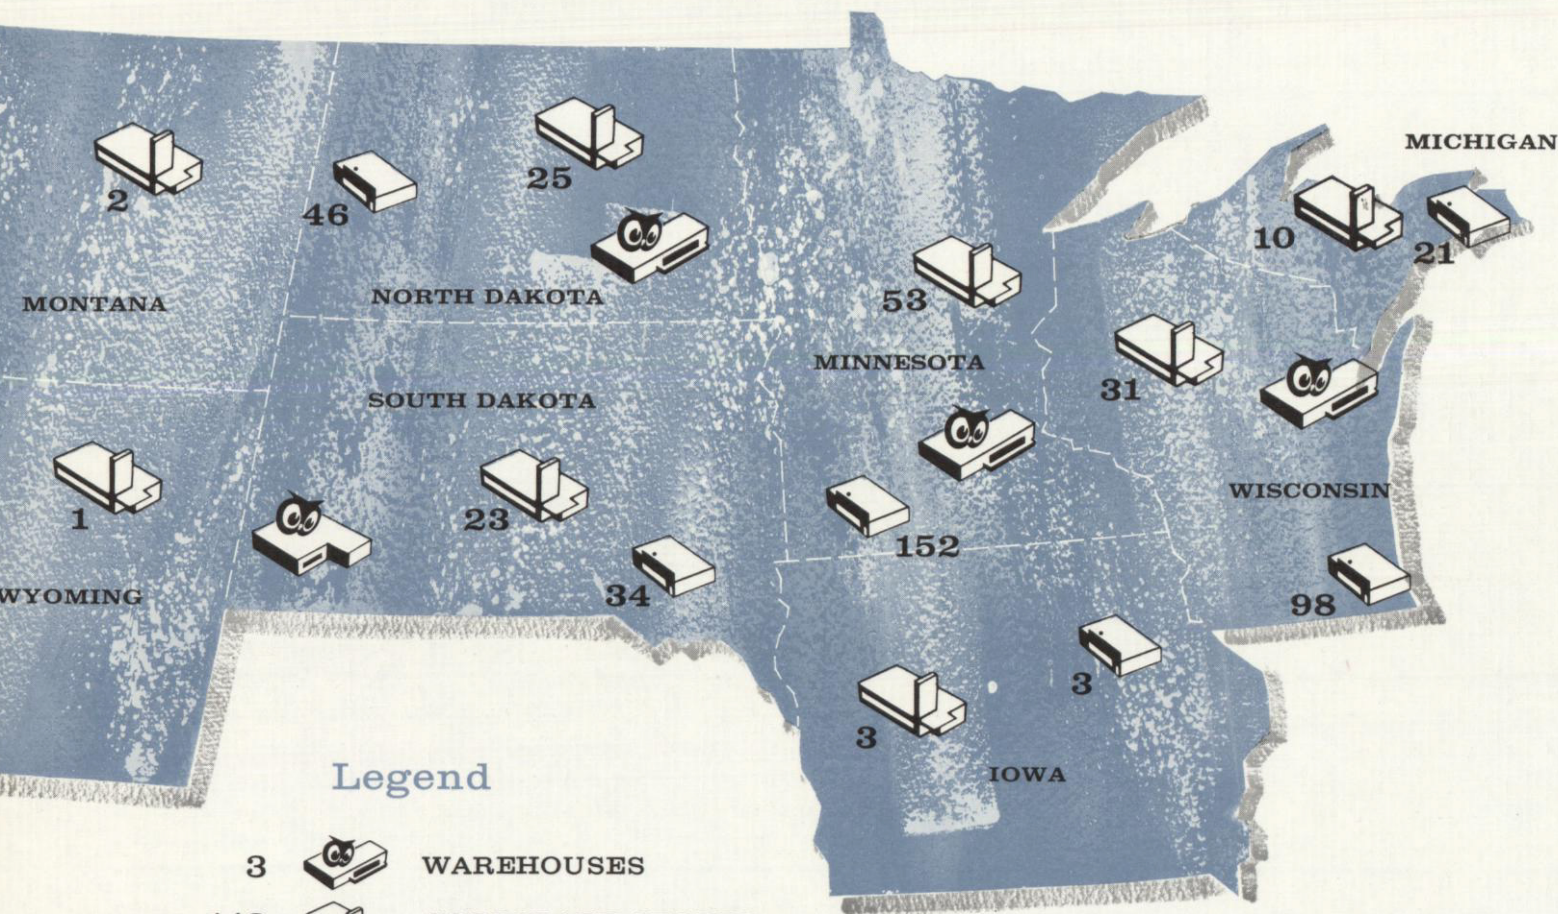 MICHIGAN
2
46
25
10
21
MONTANA
NORTH DAKOTA
53
MINNESOTA
31
SOUTH DAKOTA
1
23
152
WISCONSIN
WYOMING
34
98
3
3
IOWA
Legend
3 WAREHOUSES